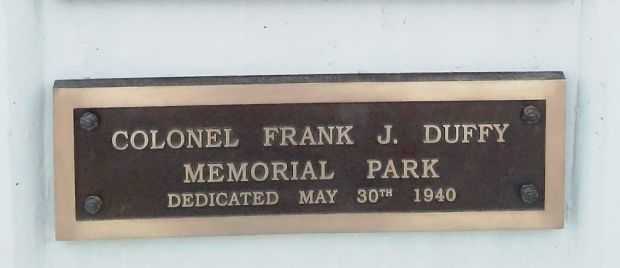 COLONEL FRANK J. DUFFY
MEMORIAL PARK
DEDICATED MAY 30TH 1940